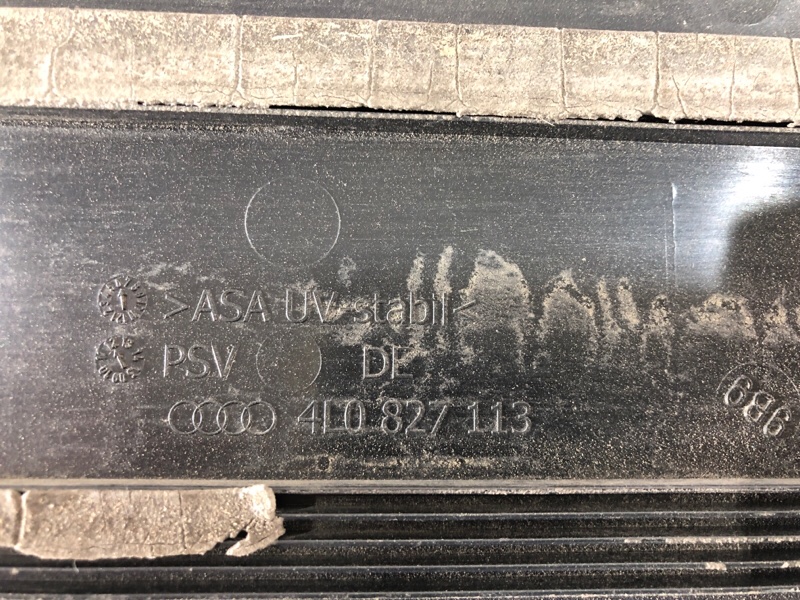 >ASA UV-stabil<
PSV DE
4L0 827 113
9B9